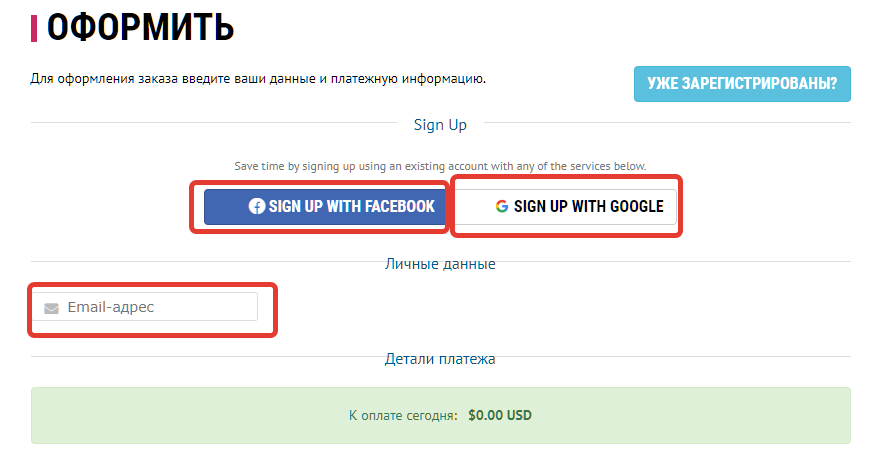 ОФОРМИТЬ
Для оформления заказа введите ваши данные и платежную информацию.
УЖЕ ЗАРЕГИСТРИРОВАНЫ?
Sign Up
Save time by signing up using an existing account with any of the services below.
SIGN UP WITH FACEBOOK
SIGN UP WITH GOOGLE
Личные данные
Email-адрес
Детали платежа
К оплате сегодня: $0.00 USD